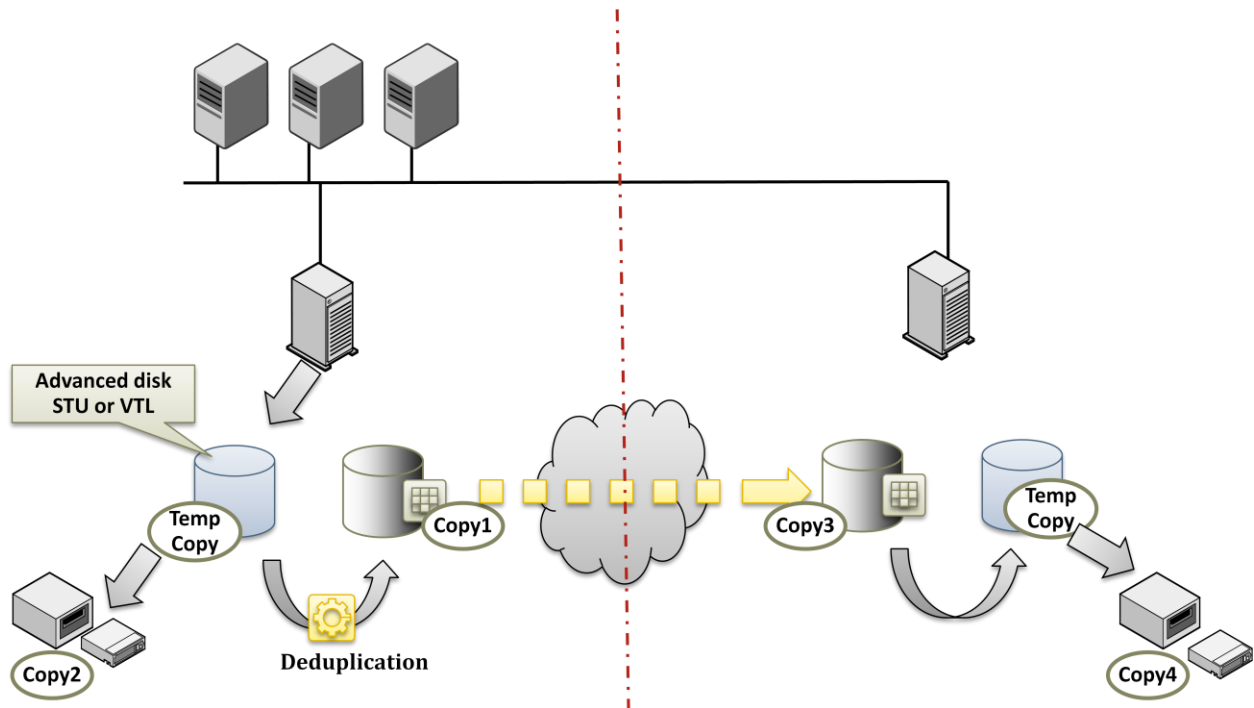 Advanced disk
STU or VTL
Temp
Copy
Copy1
Copy3
Temp
Copy
Copy2
Deduplication
Copy4